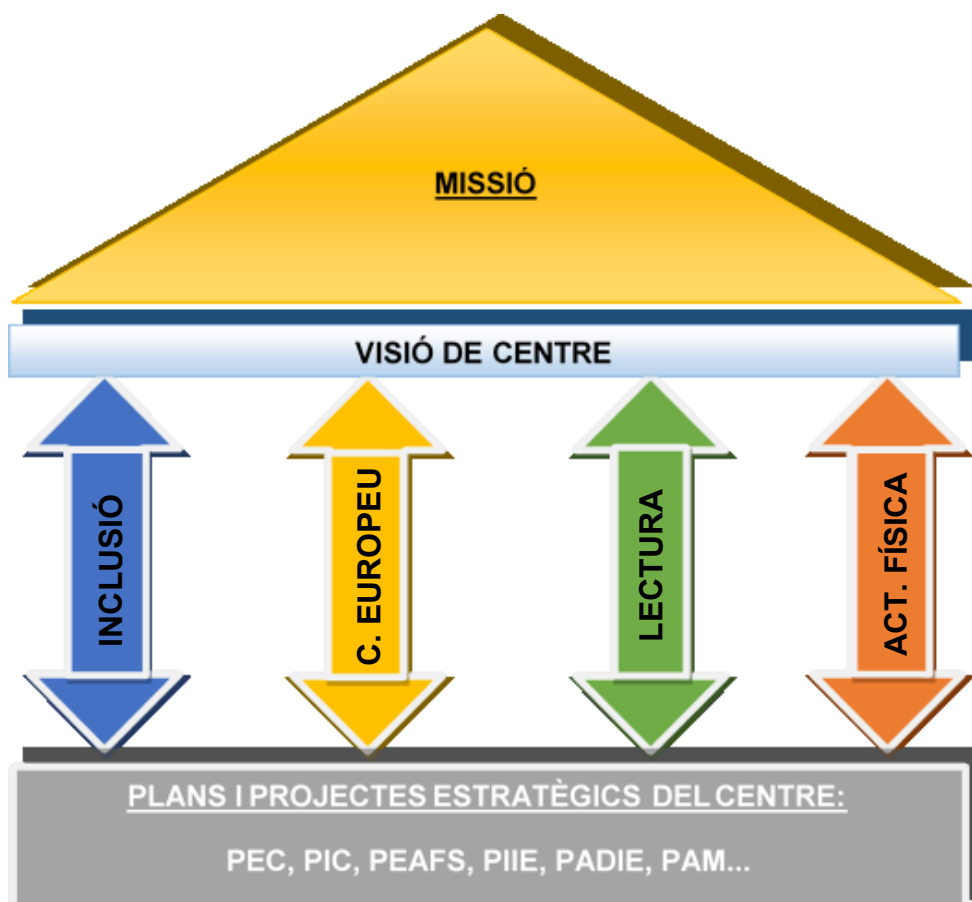 MISSIÓ
VISIÓ DE CENTRE
INCLUSIÓ
C. EUROPEU
LECTURA
ACT. FÍSICA
PLANS I PROJECTES ESTRATÈGICS DEL CENTRE:
PEC, PIC, PEAFS, PIIE, PADIE, PAM...